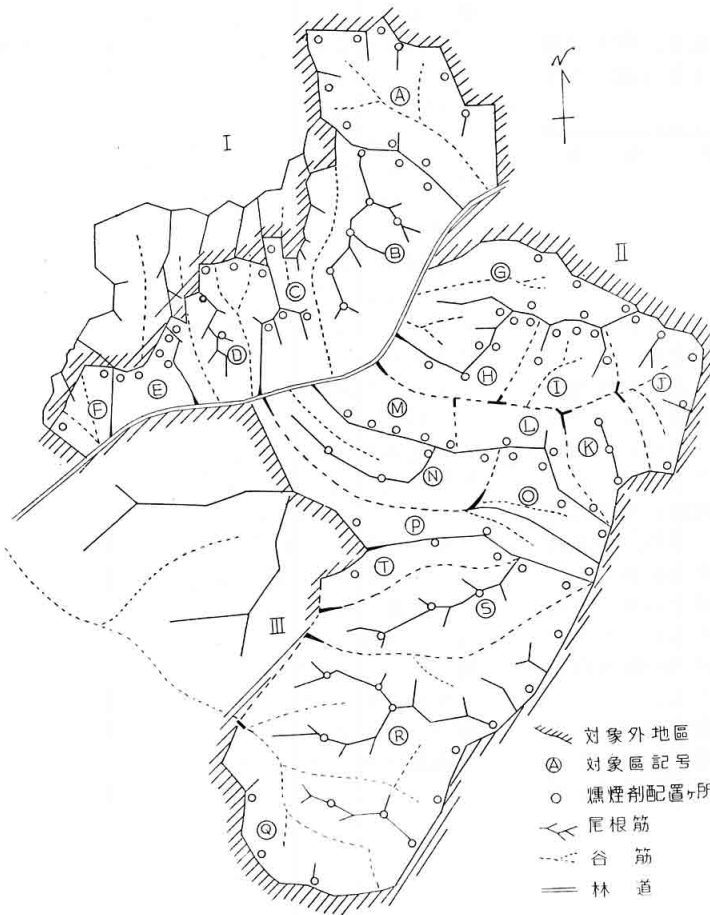 N
I
II
III
Ⓐ
Ⓑ
Ⓒ
Ⓓ
Ⓔ
Ⓕ
Ⓖ
Ⓗ
Ⓘ
Ⓙ
Ⓚ
Ⓛ
Ⓜ
Ⓝ
Ⓞ
Ⓟ
Ⓣ
Ⓢ
Ⓡ
Ⓠ
対象外地區
Ⓐ 対象區記号
燻煙剤配置ヶ所
尾根筋
谷筋
林道